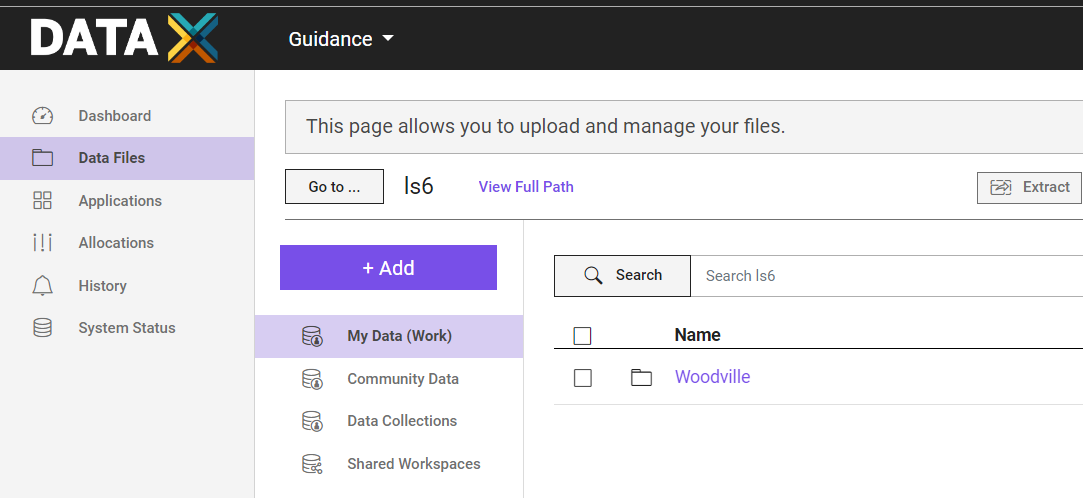 DATA X
Guidance
Dashboard
Data Files
Applications
Allocations
History
System Status
This page allows you to upload and manage your files.
Go to ... ls6 View Full Path Extract
+ Add
My Data (Work)
Community Data
Data Collections
Shared Workspaces
Search Search ls6
Name
Woodville